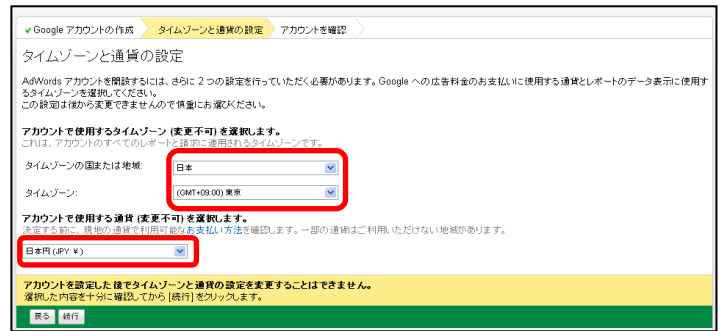 ✓Google アカウントの作成 タイムゾーンと通貨の設定 アカウントを確認
タイムゾーンと通貨の設定
AdWords アカウントを開設するには、さらに 2 つの設定を行っていただく必要があります。Google への広告料金のお支払いに使用する通貨とレポートのデータ表示に使用す
るタイムゾーンを選択してください。
この設定は後から変更できませんので慎重にお選びください。
アカウントで使用するタイムゾーン (変更不可) を選択します。
これは、アカウントのすべてのレポートと請求に適用されるタイムゾーンです。
タイムゾーンの国または地域: 日本
タイムゾーン: (GMT+09:00) 東京
アカウントで使用する通貨 (変更不可) を選択します。
決定する前に、現地の通貨で利用可能なお支払い方法を確認します。一部の通貨はご利用いただけない地域があります。
日本円 (JPY ¥)
アカウントを設定した後でタイムゾーンと通貨の設定を変更することはできません。
選択した内容を十分に確認してから [続行] をクリックします。
戻る 続行